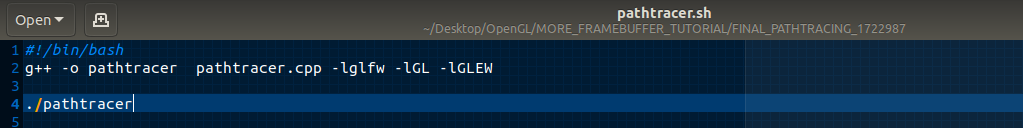 Open
pathtracer.sh
~/Desktop/OpenGL/MORE_FRAMEBUFFER_TUTORIAL/FINAL_PATHTRACING_1722987
1 #!/bin/bash
2 g++ -o pathtracer  pathtracer.cpp -lglfw -lGL -lGLEW
3
4 ./pathtracer
5